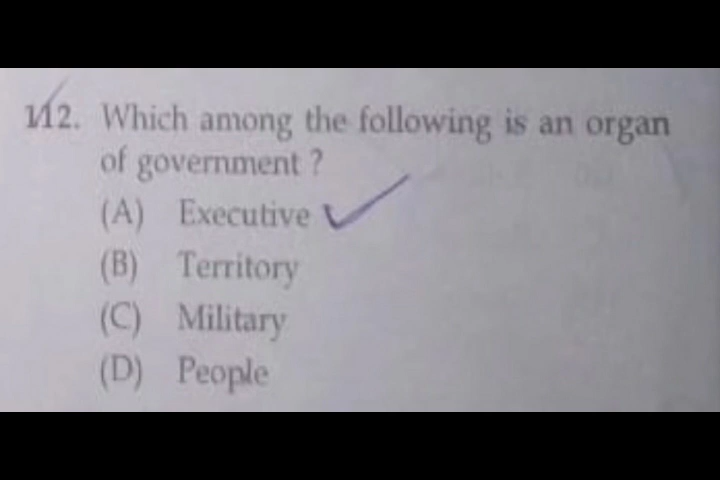 112. Which among the following is an organ
of government ?
(A) Executive
(B) Territory
(C) Military
(D) People